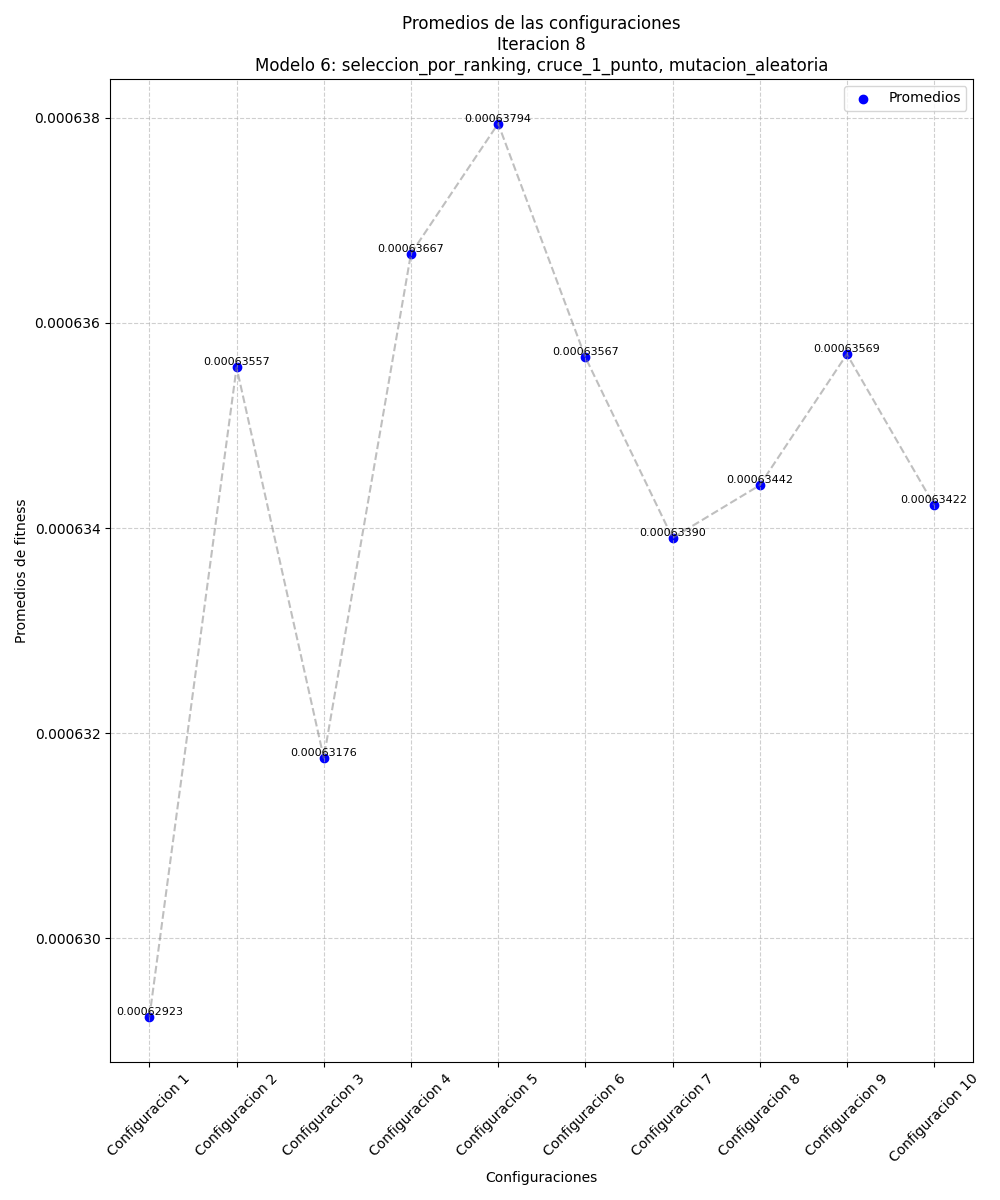 Promedios de las configuraciones
Iteracion 8
Modelo 6: seleccion_por_ranking, cruce_1_punto, mutacion_aleatoria
Promedios
0.000638
0.000636
0.000634
0.000632
0.000630
Promedios de fitness
0.00062923
0.00063557
0.00063176
0.00063667
0.00063794
0.00063567
0.00063390
0.00063442
0.00063569
0.00063422
Configuracion 1
Configuracion 2
Configuracion 3
Configuracion 4
Configuracion 5
Configuracion 6
Configuracion 7
Configuracion 8
Configuracion 9
Configuracion 10
Configuraciones